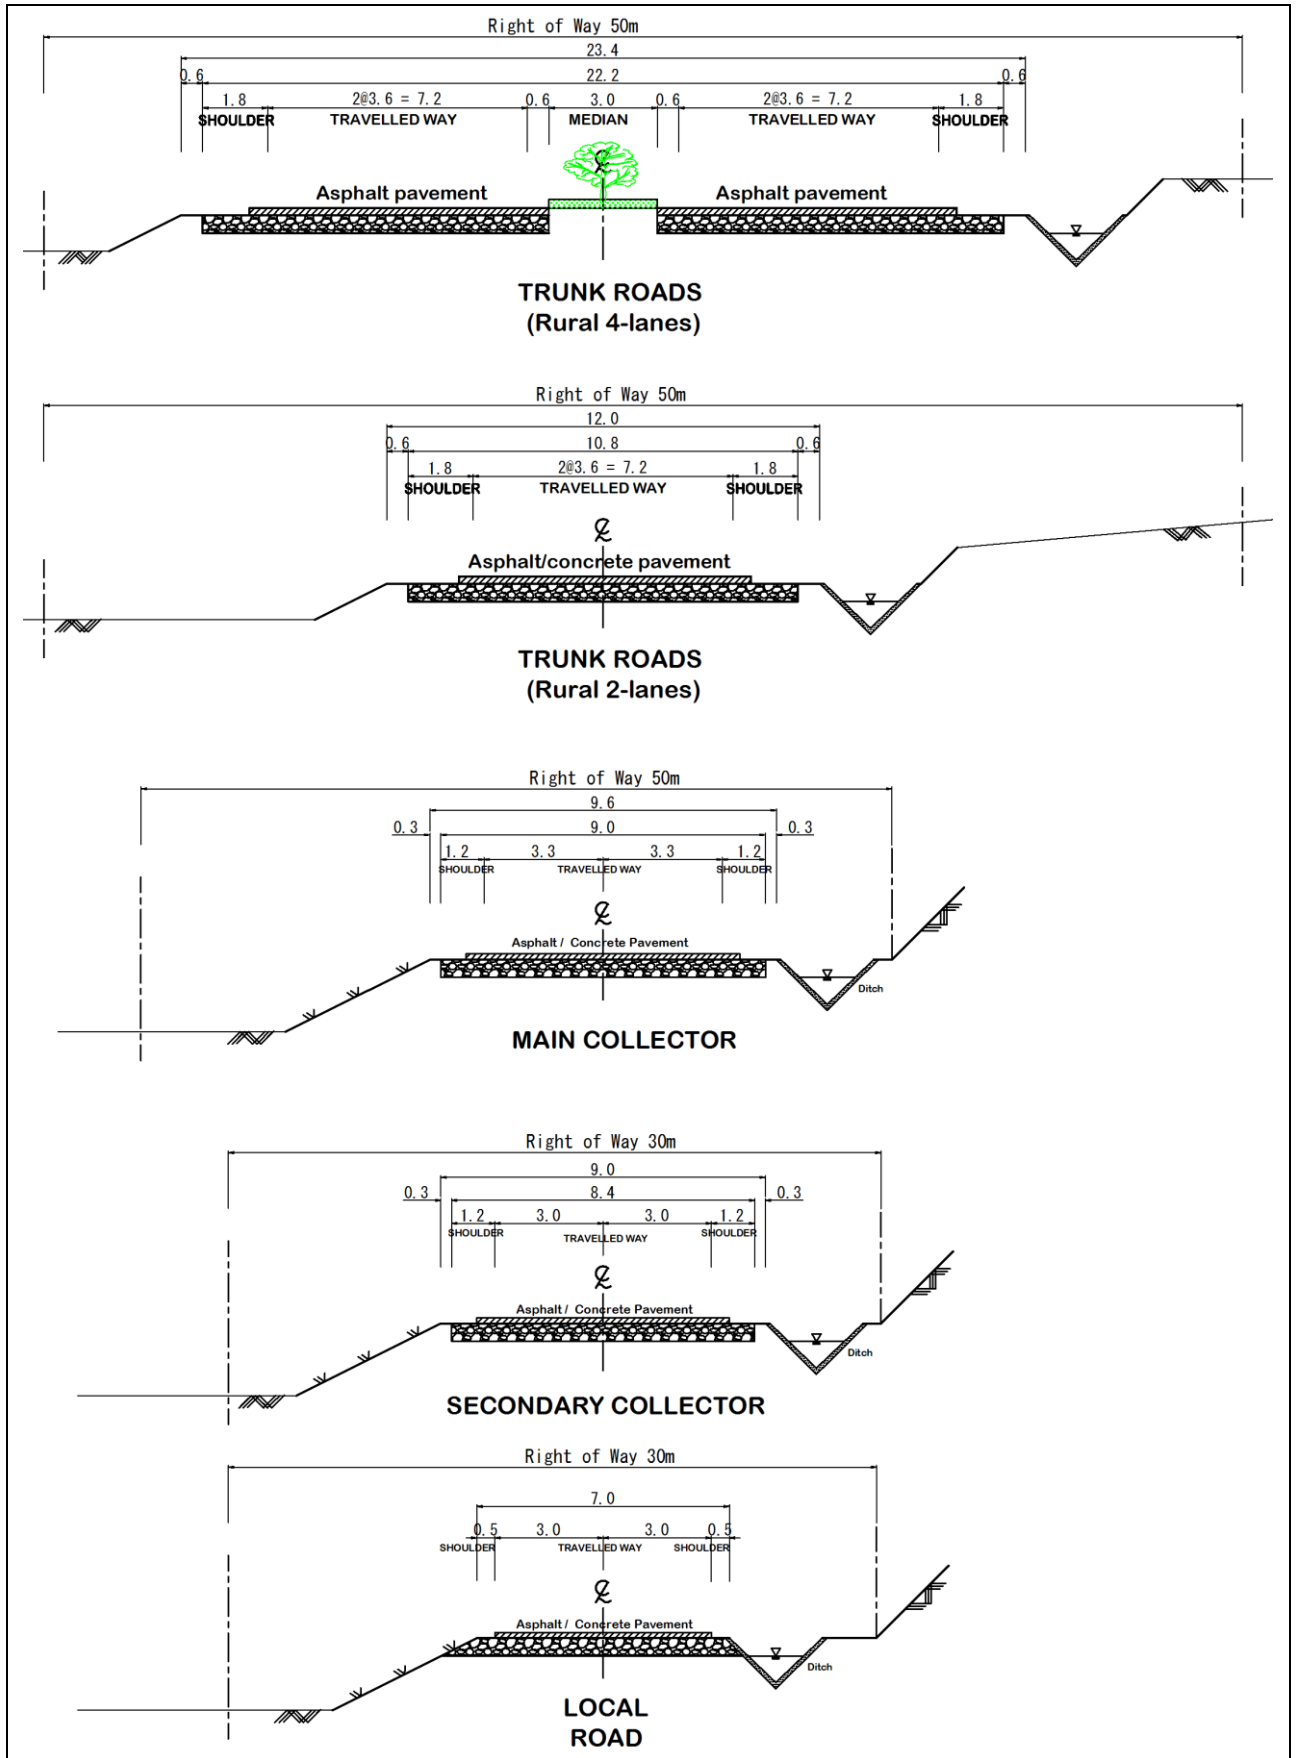 Right of Way 50m
23.4
0.6 22.2 0.6
1.8 2@3.6 = 7.2 0.6 3.0 0.6 2@3.6 = 7.2 1.8
SHOULDER TRAVELLED WAY MEDIAN TRAVELLED WAY SHOULDER
Asphalt pavement Asphalt pavement
TRUNK ROADS
(Rural 4-lanes)
Right of Way 50m
12.0
0.6 10.8 0.6
1.8 2@3.6 = 7.2 1.8
SHOULDER TRAVELLED WAY SHOULDER
Asphalt/concrete pavement
TRUNK ROADS
(Rural 2-lanes)
Right of Way 50m
9.6
0.3 9.0 0.3
1.2 3.3 3.3 1.2
SHOULDER TRAVELLED WAY SHOULDER
Asphalt / Concrete Pavement
Ditch
MAIN COLLECTOR
Right of Way 30m
9.0
0.3 8.4 0.3
1.2 3.0 3.0 1.2
SHOULDER TRAVELLED WAY SHOULDER
Asphalt / Concrete Pavement
Ditch
SECONDARY COLLECTOR
Right of Way 30m
7.0
0.5 3.0 3.0 0.5
SHOULDER TRAVELLED WAY SHOULDER
Asphalt / Concrete Pavement
Ditch
LOCAL
ROAD